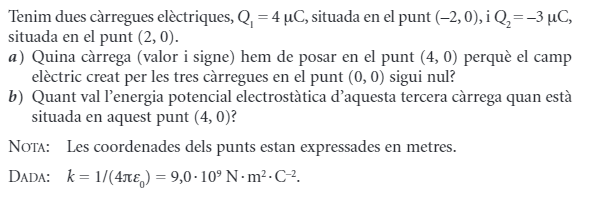 Tenim dues càrregues elèctriques, Q₁ = 4 µC, situada en el punt (–2, 0), i Q₂ = –3 µC,
situada en el punt (2, 0).
a) Quina càrrega (valor i signe) hem de posar en el punt (4, 0) perquè el camp
elèctric creat per les tres càrregues en el punt (0, 0) sigui nul?
b) Quant val l’energia potencial electrostàtica d’aquesta tercera càrrega quan està
situada en aquest punt (4, 0)?
NOTA: Les coordenades dels punts estan expressades en metres.
DADA: k = 1/(4πε₀) = 9,0 · 10⁹ N · m² · C⁻².